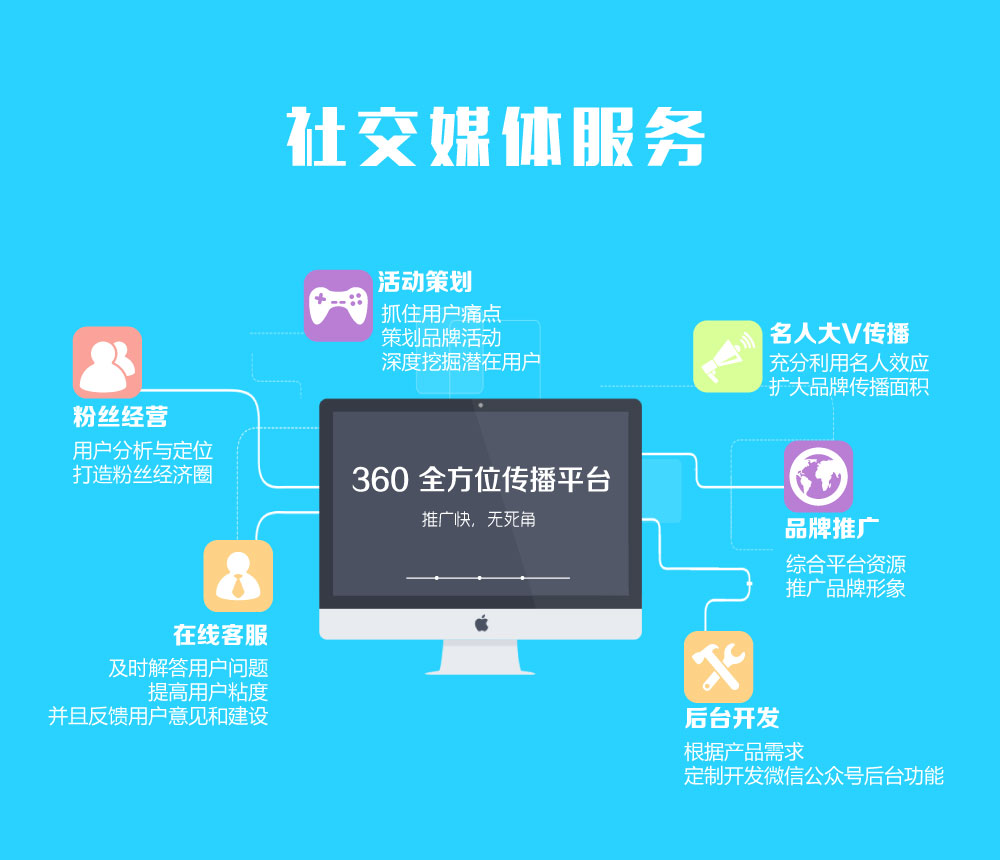 社交媒体服务
活动策划
抓住用户痛点
策划品牌活动
深度挖掘潜在用户
名人大V传播
充分利用名人效应
扩大品牌传播面积
粉丝经营
用户分析与定位
打造粉丝经济圈
360 全方位传播平台
推广快，无死角
品牌推广
综合平台资源
推广品牌形象
在线客服
及时解答用户问题
提高用户粘度
并且反馈用户意见和建设
后台开发
根据产品需求
定制开发微信公众号后台功能